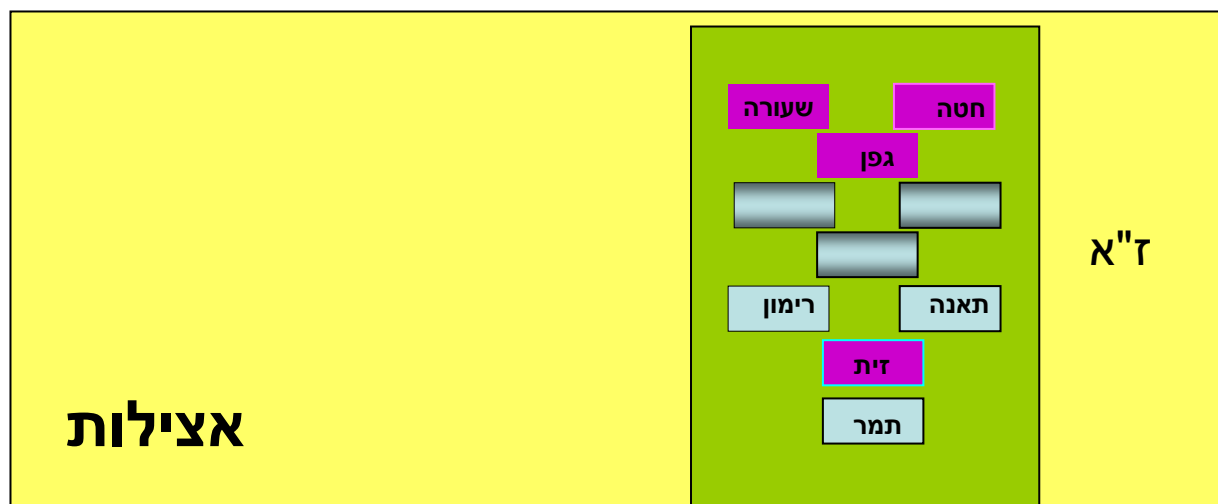 חטה
שעורה
גפן
ז"א
תאנה
רימון
זית
תמר
אצילות